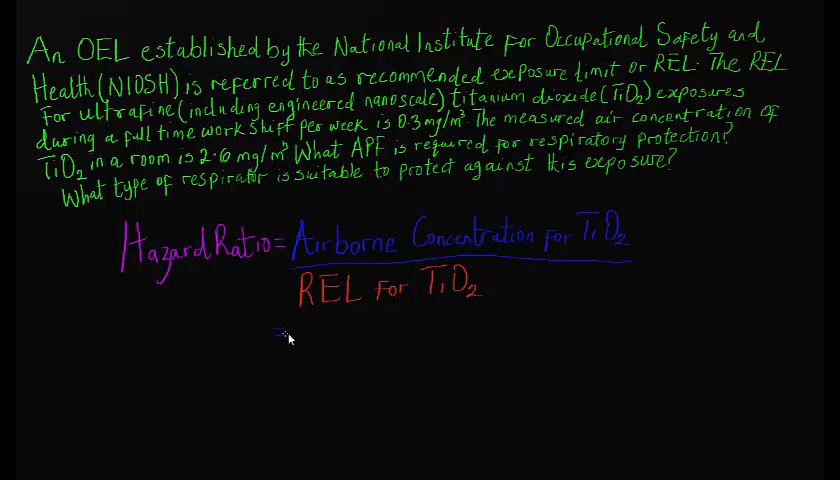 An OEL established by the National Institute for Occupational Safety and
Health (NIOSH) is referred to as recommended exposure limit or REL. The REL
For ultrafine (including engineered nanoscale) titanium dioxide (TiO2) exposures
during a full time work shift per week is 0.3 mg/m³. The measured air concentration of
TiO2 in a room is 2.6 mg/m³ What APF is required for respiratory protection?
What type of respirator is suitable to protect against this exposure?
Hazard Ratio = Airborne Concentration for TiO2
REL for TiO2
=